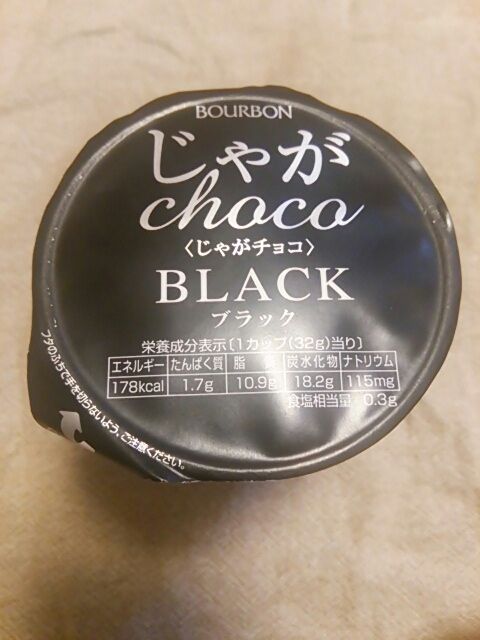 BOURBON
じゃが
choco
〈じゃがチョコ〉
BLACK
ブラック
栄養成分表示〔1カップ(32g)当り〕
エネルギー たんぱく質 脂 質 炭水化物 ナトリウム
178kcal 1.7g 10.9g 18.2g 115mg
食塩相当量 0.3g
フタのふちで手を切らないよう、ご注意ください。